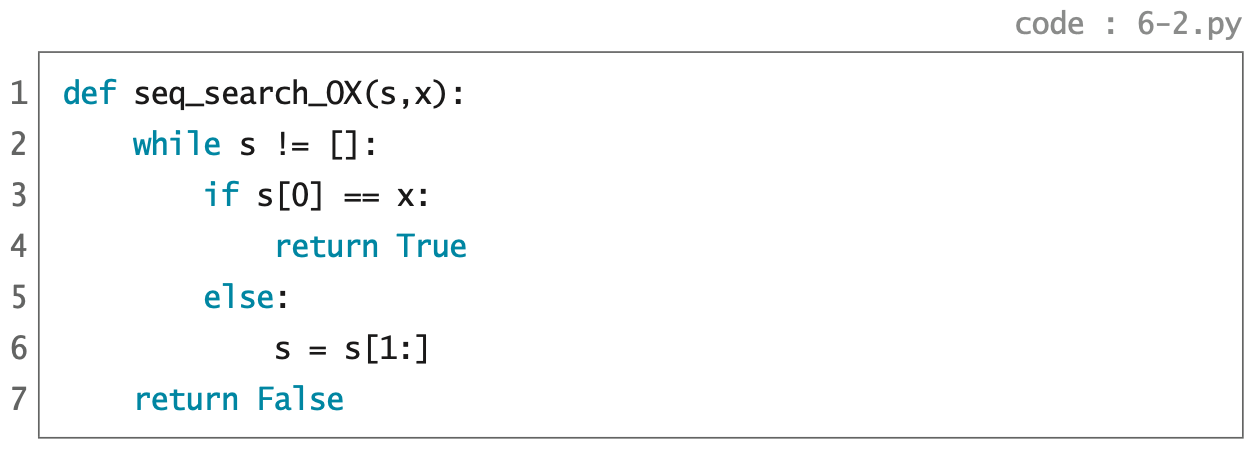 code : 6-2.py
1 def seq_search_OX(s,x):
2     while s != []:
3         if s[0] == x:
4             return True
5         else:
6             s = s[1:]
7     return False